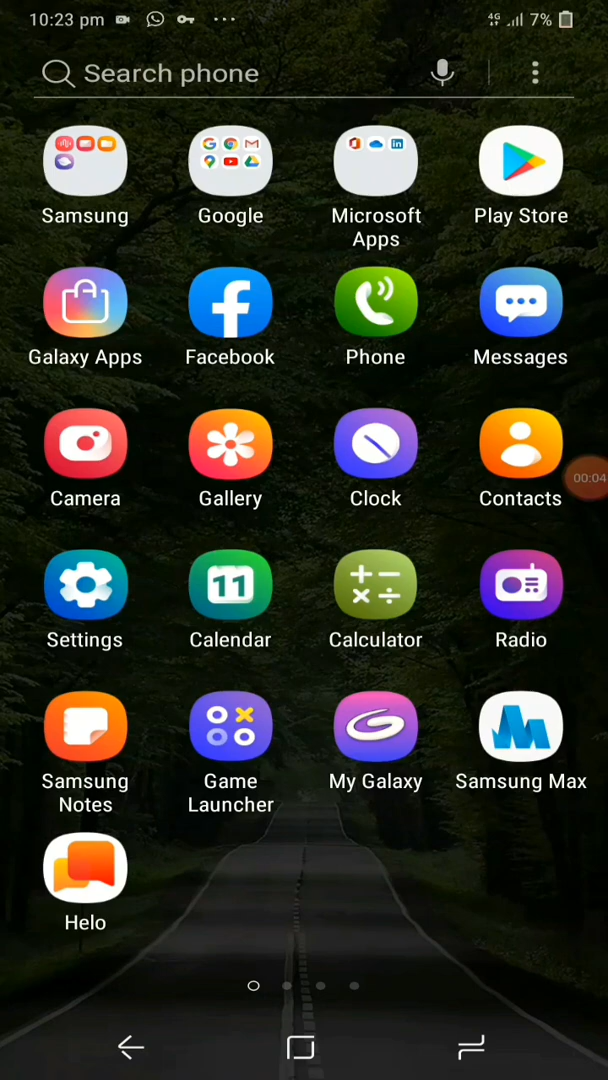 10:23 pm 4G 7%
Search phone
Samsung Google Microsoft Apps Play Store
Galaxy Apps Facebook Phone Messages
Camera Gallery Clock Contacts
00:04
11
Settings Calendar Calculator Radio
Samsung Notes Game Launcher My Galaxy Samsung Max
Helo